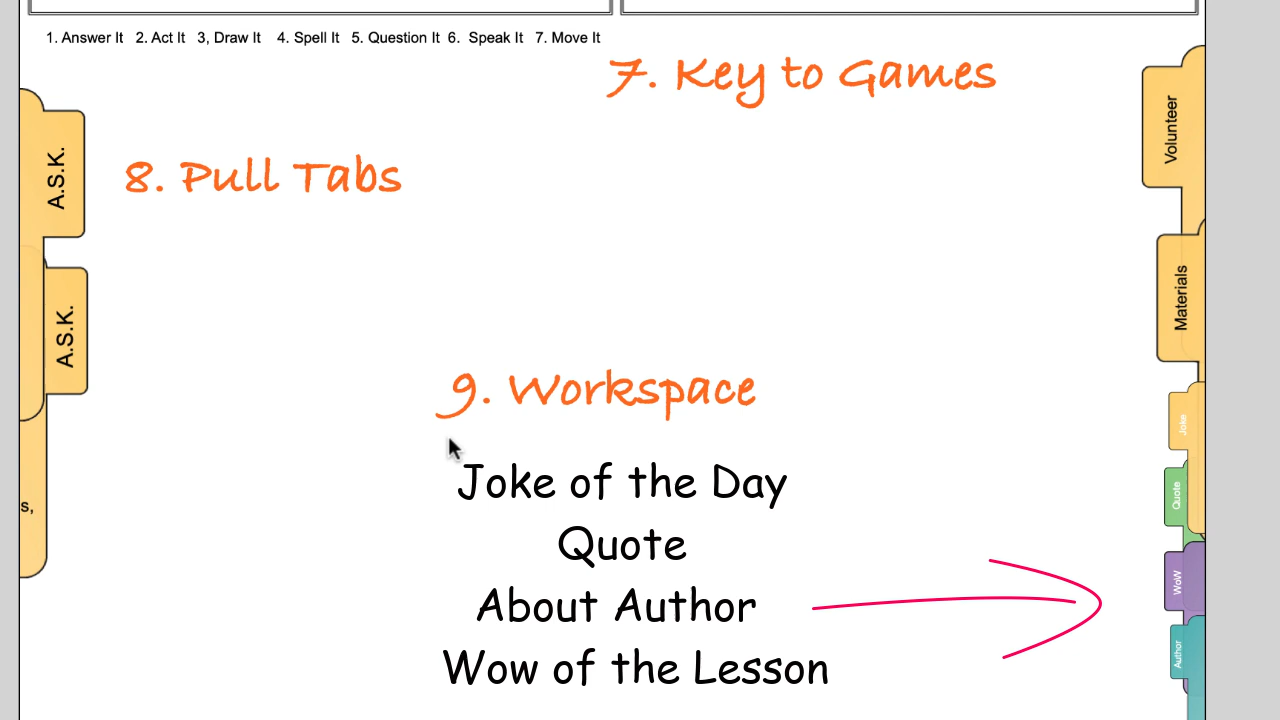 1. Answer It 2. Act It 3, Draw It 4. Spell It 5. Question It 6. Speak It 7. Move It
7. Key to Games
Volunteer
A.S.K.
8. Pull Tabs
Materials
A.S.K.
9. Workspace
Joke
Joke of the Day
Quote
s,
Quote
WoW
About Author
Author
Wow of the Lesson